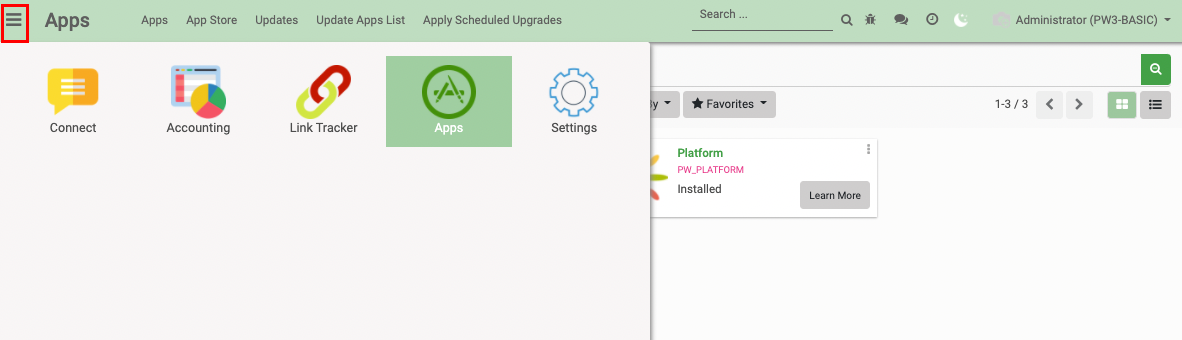 Apps
Apps App Store Updates Update Apps List Apply Scheduled Upgrades
Search ...
Administrator (PW3-BASIC)
Connect Accounting Link Tracker Apps Settings
Favorites
1-3 / 3
Platform
PW_PLATFORM
Installed
Learn More